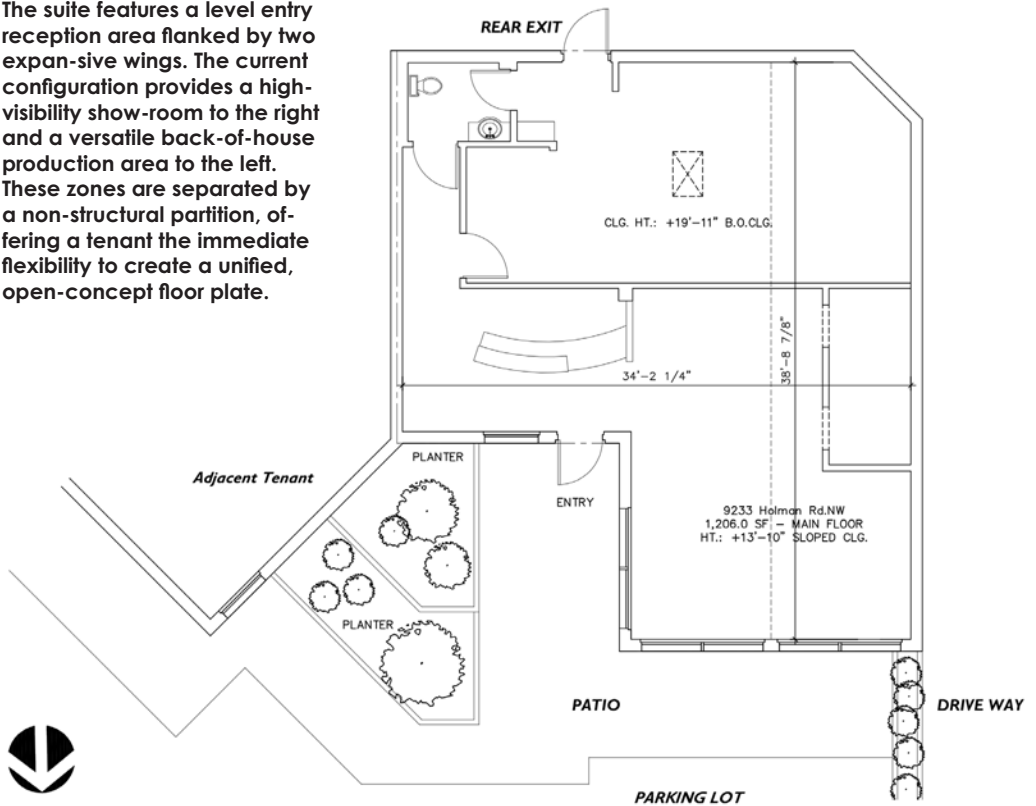 The suite features a level entry
reception area flanked by two
expan-sive wings. The current
configuration provides a high-
visibility show-room to the right
and a versatile back-of-house
production area to the left.
These zones are separated by
a non-structural partition, of-
fering a tenant the immediate
flexibility to create a unified,
open-concept floor plate.
REAR EXIT
CLG. HT.: +19'-11" B.O.CLG.
38'-8 7/8"
34'-2 1/4"
Adjacent Tenant
PLANTER
ENTRY
9233 Holman Rd.NW
1,206.0 SF - MAIN FLOOR
HT.: +13'-10" SLOPED CLG.
PLANTER
PATIO
DRIVE WAY
PARKING LOT